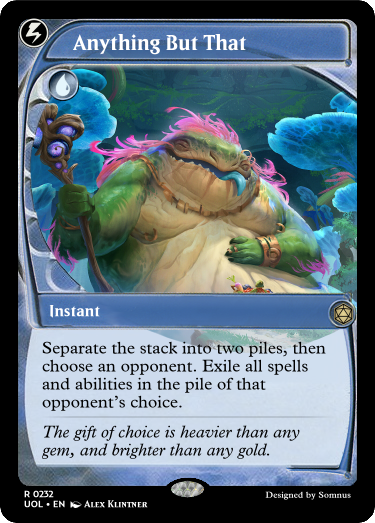 Anything But That
Instant
Separate the stack into two piles, then
choose an opponent. Exile all spells
and abilities in the pile of that
opponent's choice.
The gift of choice is heavier than any
gem, and brighter than any gold.
R 0232
UOL • EN ALEX KLINTNER
Designed by Somnus